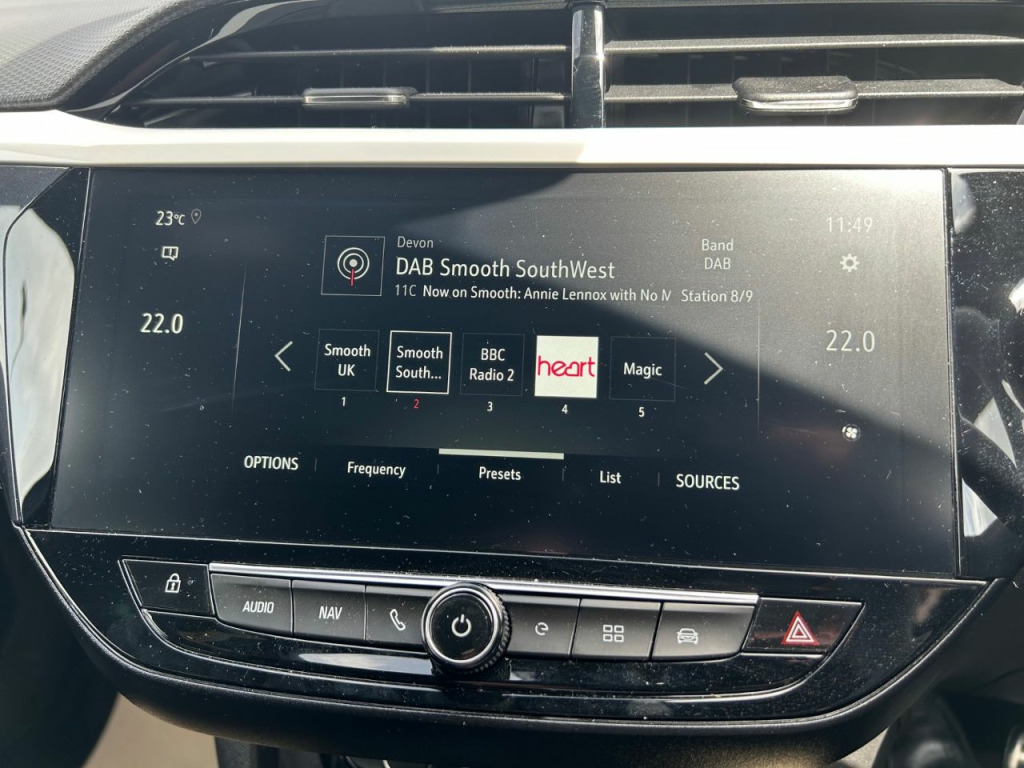 23°C
11:49
Devon
Band
DAB Smooth SouthWest
DAB
11C Now on Smooth: Annie Lennox with No
Station 8/9
22.0
22.0
Smooth
UK
Smooth
South...
BBC
Radio 2
heart
Magic
1
2
3
4
5
OPTIONS
Frequency
Presets
List
SOURCES
AUDIO
NAV